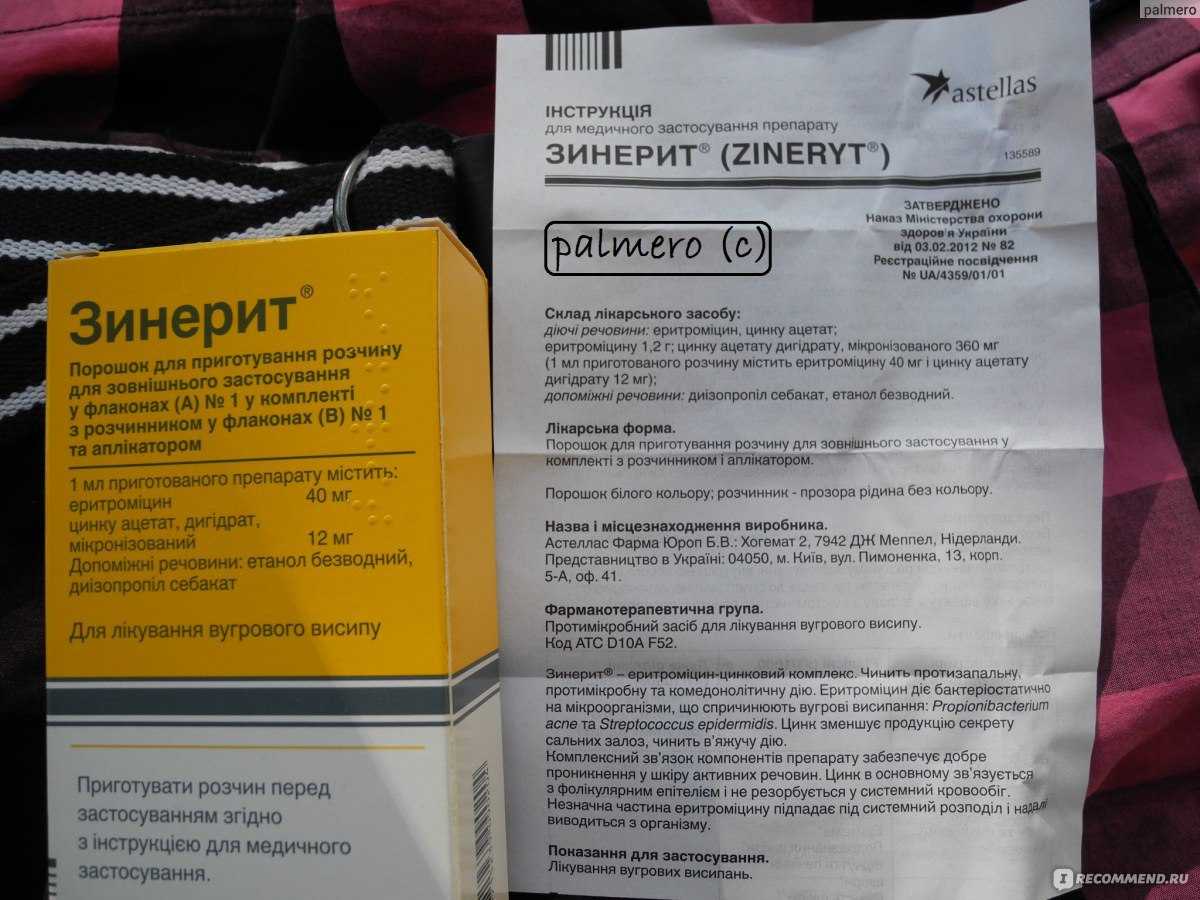 palmero
astellas
ІНСТРУКЦІЯ
для медичного застосування препарату
ЗИНЕРИТ® (ZINERYT®)
135589
ЗАТВЕРДЖЕНО
Наказ Міністерства охорони
здоров'я України
від 03.02.2012 № 82
Реєстраційне посвідчення
№ UA/4359/01/01
palmero (c)
Склад лікарського засобу:
діючі речовини: еритроміцин, цинку ацетат;
еритроміцину 1,2 г; цинку ацетату дигідрату, мікронізованого 360 мг
(1 мл приготованого розчину містить еритроміцину 40 мг і цинку ацетату
дигідрату 12 мг);
допоміжні речовини: диізопропіл себакат, етанол безводний.
Лікарська форма.
Порошок для приготування розчину для зовнішнього застосування у
комплекті з розчинником і аплікатором.
Порошок білого кольору; розчинник - прозора рідина без кольору.
Назва і місцезнаходження виробника.
Астеллас Фарма Юроп Б.В.: Хогемат 2, 7942 ДЖ Меппел, Нідерланди.
Представництво в Україні: 04050, м. Київ, вул. Пимоненка, 13, корп.
5-А, оф. 41.
Фармакотерапевтична група.
Протимікробний засіб для лікування вугрового висипу.
Код АТС D10A F52.
Зинерит® – еритроміцин-цинковий комплекс. Чинить протизапальну,
протимікробну та комедонолітичну дію. Еритроміцин діє бактеріостатично
на мікроорганізми, що спричинюють вугрові висипання: Propionibacterium
acne та Streptococcus epidermidis. Цинк зменшує продукцію секрету
сальних залоз, чинить в'яжучу дію.
Комплексний зв'язок компонентів препарату забезпечує добре
проникнення у шкіру активних речовин. Цинк в основному зв'язується
з фолікулярним епітелієм і не резорбується у системний кровообіг.
Незначна частина еритроміцину підпадає під системний розподіл і надалі
виводиться з організму.
Показання для застосування.
Лікування вугрових висипань.
Зинерит®
Порошок для приготування розчину
для зовнішнього застосування
у флаконах (А) № 1 у комплекті
з розчинником у флаконах (В) № 1
та аплікатором
1 мл приготованого препарату містить:
еритроміцин 40 мг
цинку ацетат, дигідрат,
мікронізований 12 мг
Допоміжні речовини: етанол безводний,
диізопропіл себакат
Для лікування вугрового висипу
Приготувати розчин перед
застосуванням згідно
з інструкцією для медичного
застосування.
IRECOMMEND.RU